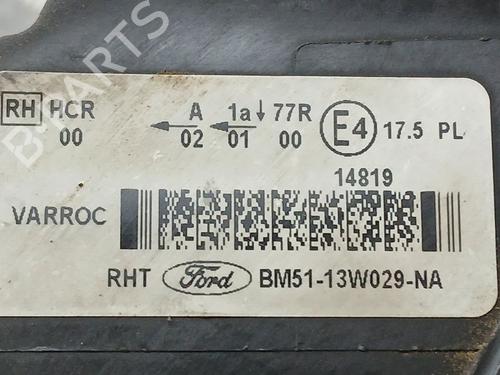 RH HCR A 1a 77R E4 17.5 PL
00 02 01 00
14819
VARROC
RHT Ford BM51-13W029-NA